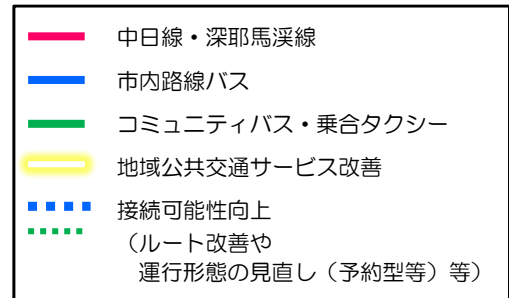 中日線・深耶馬渓線
市内路線バス
コミュニティバス・乗合タクシー
地域公共交通サービス改善
接続可能性向上
（ルート改善や
運行形態の見直し（予約型等）等）